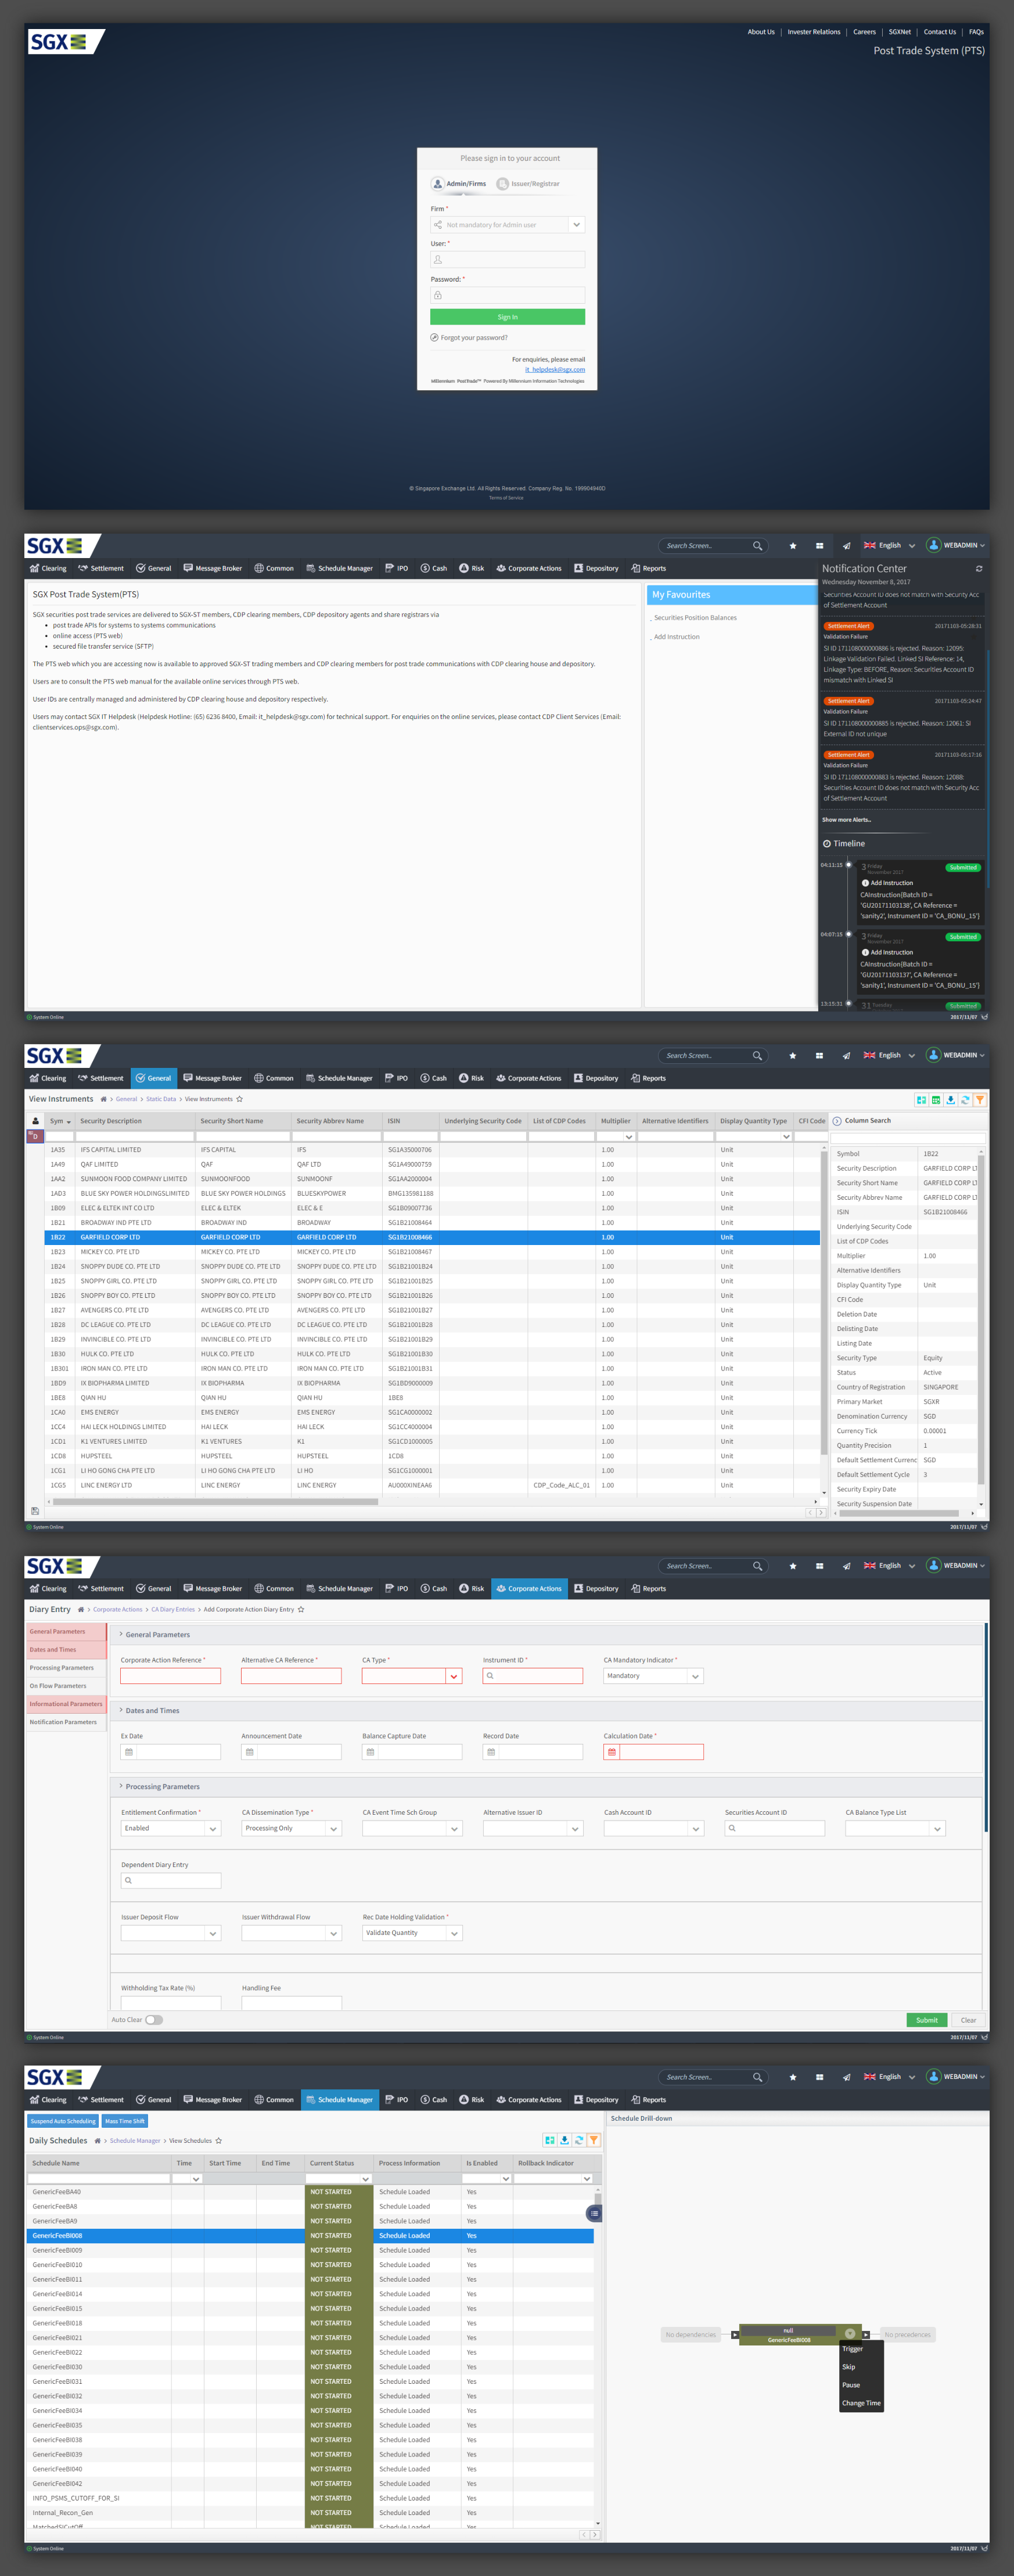 SGX
About Us | Invester Relations | Careers | SGXNet | Contact Us | FAQs
Post Trade System (PTS)
Please sign in to your account
Admin/Firms Issuer/Registrar
Firm *
Not mandatory for Admin user
User: *
Password: *
Sign In
Forgot your password?
For enquiries, please email
it_helpdesk@sgx.com
Millennium PostTrade™ Powered By Millennium Information Technologies
© Singapore Exchange Ltd. All Rights Reserved. Company Reg. No. 199904940D
Terms of Service
SGX
Search Screen.. English WEBADMIN
Clearing Settlement General Message Broker Common Schedule Manager IPO Cash Risk Corporate Actions Depository Reports
SGX Post Trade System(PTS)
SGX securities post trade services are delivered to SGX-ST members, CDP clearing members, CDP depository agents and share registrars via
• post trade APIs for systems to systems communications
• online access (PTS web)
• secured file transfer service (SFTP)
The PTS web which you are accessing now is available to approved SGX-ST trading members and CDP clearing members for post trade communications with CDP clearing house and depository.
Users are to consult the PTS web manual for the available online services through PTS web.
User IDs are centrally managed and administered by CDP clearing house and depository respectively.
Users may contact SGX IT Helpdesk (Helpdesk Hotline: (65) 6236 8400, Email: it_helpdesk@sgx.com) for technical support. For enquiries on the online services, please contact CDP Client Services (Email:
clientservices.ops@sgx.com).
My Favourites
Securities Position Balances
Add Instruction
Notification Center
Wednesday November 8, 2017
Securities Account ID does not match with Security Acc
of Settlement Account
Settlement Alert 20171103-05:28:31
Validation Failure
SI ID 171108000000886 is rejected. Reason: 12095:
Linkage Validation Failed. Linked SI Reference: 14,
Linkage Type: BEFORE, Reason: Securities Account ID
mismatch with Linked SI
Settlement Alert 20171103-05:24:47
Validation Failure
SI ID 171108000000885 is rejected. Reason: 12061: SI
External ID not unique
Settlement Alert 20171103-05:17:16
Validation Failure
SI ID 171108000000883 is rejected. Reason: 12088:
Securities Account ID does not match with Security Acc
of Settlement Account
Show more Alerts..
Timeline
04:11:15 3 Friday November 2017 Submitted
Add Instruction
CAInstruction{Batch ID =
'GU20171103138', CA Reference =
'sanity2', Instrument ID = 'CA_BONU_15'}
04:07:15 3 Friday November 2017 Submitted
Add Instruction
CAInstruction{Batch ID =
'GU20171103137', CA Reference =
'sanity1', Instrument ID = 'CA_BONU_15'}
13:15:31 31 Tuesday Submitted
System Online 2017/11/07
SGX
Search Screen.. English WEBADMIN
Clearing Settlement General Message Broker Common Schedule Manager IPO Cash Risk Corporate Actions Depository Reports
View Instruments > General > Static Data > View Instruments
Sym Security Description Security Short Name Security Abbrev Name ISIN Underlying Security Code List of CDP Codes Multiplier Alternative Identifiers Display Quantity Type CFI Code
D
1A35 IFS CAPITAL LIMITED IFS CAPITAL IFS SG1A35000706 1.00 Unit
1A49 QAF LIMITED QAF QAF LTD SG1A49000759 1.00 Unit
1AA2 SUNMOON FOOD COMPANY LIMITED SUNMOONFOOD SUNMOONF SG1AA2000004 1.00 Unit
1AD3 BLUE SKY POWER HOLDINGSLIMITED BLUE SKY POWER HOLDINGS BLUESKYPOWER BMG135981188 1.00 Unit
1B09 ELEC & ELTEK INT CO LTD ELEC & ELTEK ELEC & E SG1B09007736 1.00 Unit
1B21 BROADWAY IND PTE LTD BROADWAY IND BROADWAY SG1B21008464 1.00 Unit
1B22 GARFIELD CORP LTD GARFIELD CORP LTD GARFIELD CORP LTD SG1B21008466 1.00 Unit
1B23 MICKEY CO. PTE LTD MICKEY CO. PTE LTD MICKEY CO. PTE LTD SG1B21008467 1.00 Unit
1B24 SNOPPY DUDE CO. PTE LTD SNOPPY DUDE CO. PTE LTD SNOPPY DUDE CO. PTE LTD SG1B21001B24 1.00 Unit
1B25 SNOPPY GIRL CO. PTE LTD SNOPPY GIRL CO. PTE LTD SNOPPY GIRL CO. PTE LTD SG1B21001B25 1.00 Unit
1B26 SNOPPY BOY CO. PTE LTD SNOPPY BOY CO. PTE LTD SNOPPY BOY CO. PTE LTD SG1B21001B26 1.00 Unit
1B27 AVENGERS CO. PTE LTD AVENGERS CO. PTE LTD AVENGERS CO. PTE LTD SG1B21001B27 1.00 Unit
1B28 DC LEAGUE CO. PTE LTD DC LEAGUE CO. PTE LTD DC LEAGUE CO. PTE LTD SG1B21001B28 1.00 Unit
1B29 INVINCIBLE CO. PTE LTD INVINCIBLE CO. PTE LTD INVINCIBLE CO. PTE LTD SG1B21001B29 1.00 Unit
1B30 HULK CO. PTE LTD HULK CO. PTE LTD HULK CO. PTE LTD SG1B21001B30 1.00 Unit
1B301 IRON MAN CO. PTE LTD IRON MAN CO. PTE LTD IRON MAN CO. PTE LTD SG1B21001B31 1.00 Unit
1BD9 IX BIOPHARMA LIMITED IX BIOPHARMA IX BIOPHARMA SG1BD9000009 1.00 Unit
1BE8 QIAN HU QIAN HU QIAN HU 1BE8 1.00 Unit
1CA0 EMS ENERGY EMS ENERGY EMS ENERGY SG1CA0000002 1.00 Unit
1CC4 HAI LECK HOLDINGS LIMITED HAI LECK HAI LECK SG1CC4000004 1.00 Unit
1CD1 K1 VENTURES LIMITED K1 VENTURES K1 SG1CD1000005 1.00 Unit
1CD8 HUPSTEEL HUPSTEEL HUPSTEEL 1CD8 1.00 Unit
1CG1 LI HO GONG CHA PTE LTD LI HO GONG CHA PTE LTD LI HO SG1CG1000001 1.00 Unit
1CG5 LINC ENERGY LTD LINC ENERGY LINC ENERGY AU000XINEAA6 CDP_Code_ALC_01 1.00 Unit
Column Search
Symbol 1B22
Security Description GARFIELD CORP LT
Security Short Name GARFIELD CORP LT
Security Abbrev Name GARFIELD CORP LT
ISIN SG1B21008466
Underlying Security Code
List of CDP Codes
Multiplier 1.00
Alternative Identifiers
Display Quantity Type Unit
CFI Code
Deletion Date
Delisting Date
Listing Date
Security Type Equity
Status Active
Country of Registration SINGAPORE
Primary Market SGXR
Denomination Currency SGD
Currency Tick 0.00001
Quantity Precision 1
Default Settlement Currenc SGD
Default Settlement Cycle 3
Security Expiry Date
Security Suspension Date
System Online 2017/11/07
SGX
Search Screen.. English WEBADMIN
Clearing Settlement General Message Broker Common Schedule Manager IPO Cash Risk Corporate Actions Depository Reports
Diary Entry > Corporate Actions > CA Diary Entries > Add Corporate Action Diary Entry
General Parameters
Dates and Times
Processing Parameters
On Flow Parameters
Informational Parameters
Notification Parameters
> General Parameters
Corporate Action Reference * Alternative CA Reference * CA Type * Instrument ID * CA Mandatory Indicator *
Mandatory
> Dates and Times
Ex Date Announcement Date Balance Capture Date Record Date Calculation Date *
> Processing Parameters
Entitlement Confirmation * CA Dissemination Type * CA Event Time Sch Group Alternative Issuer ID Cash Account ID Securities Account ID CA Balance Type List
Enabled Processing Only
Dependent Diary Entry
Issuer Deposit Flow Issuer Withdrawal Flow Rec Date Holding Validation *
Validate Quantity
Withholding Tax Rate (%) Handling Fee
Auto Clear Submit Clear
System Online 2017/11/07
SGX
Search Screen.. English WEBADMIN
Clearing Settlement General Message Broker Common Schedule Manager IPO Cash Risk Corporate Actions Depository Reports
Suspend Auto Scheduling Mass Time Shift
Daily Schedules > Schedule Manager > View Schedules
Schedule Name Time Start Time End Time Current Status Process Information Is Enabled Rollback Indicator
GenericFeeBA40 NOT STARTED Schedule Loaded Yes
GenericFeeBA8 NOT STARTED Schedule Loaded Yes
GenericFeeBA9 NOT STARTED Schedule Loaded Yes
GenericFeeBI008 NOT STARTED Schedule Loaded Yes
GenericFeeBI009 NOT STARTED Schedule Loaded Yes
GenericFeeBI010 NOT STARTED Schedule Loaded Yes
GenericFeeBI011 NOT STARTED Schedule Loaded Yes
GenericFeeBI014 NOT STARTED Schedule Loaded Yes
GenericFeeBI015 NOT STARTED Schedule Loaded Yes
GenericFeeBI018 NOT STARTED Schedule Loaded Yes
GenericFeeBI021 NOT STARTED Schedule Loaded Yes
GenericFeeBI022 NOT STARTED Schedule Loaded Yes
GenericFeeBI030 NOT STARTED Schedule Loaded Yes
GenericFeeBI031 NOT STARTED Schedule Loaded Yes
GenericFeeBI032 NOT STARTED Schedule Loaded Yes
GenericFeeBI034 NOT STARTED Schedule Loaded Yes
GenericFeeBI035 NOT STARTED Schedule Loaded Yes
GenericFeeBI038 NOT STARTED Schedule Loaded Yes
GenericFeeBI039 NOT STARTED Schedule Loaded Yes
GenericFeeBI040 NOT STARTED Schedule Loaded Yes
GenericFeeBI042 NOT STARTED Schedule Loaded Yes
INFO_PSMS_CUTOFF_FOR_SI NOT STARTED Schedule Loaded Yes
Internal_Recon_Gen NOT STARTED Schedule Loaded Yes
MatchedSICutOff NOT STARTED Schedule Loaded Yes
Schedule Drill-down
No dependencies null No precedences
GenericFeeBI008
Trigger
Skip
Pause
Change Time
System Online 2017/11/07